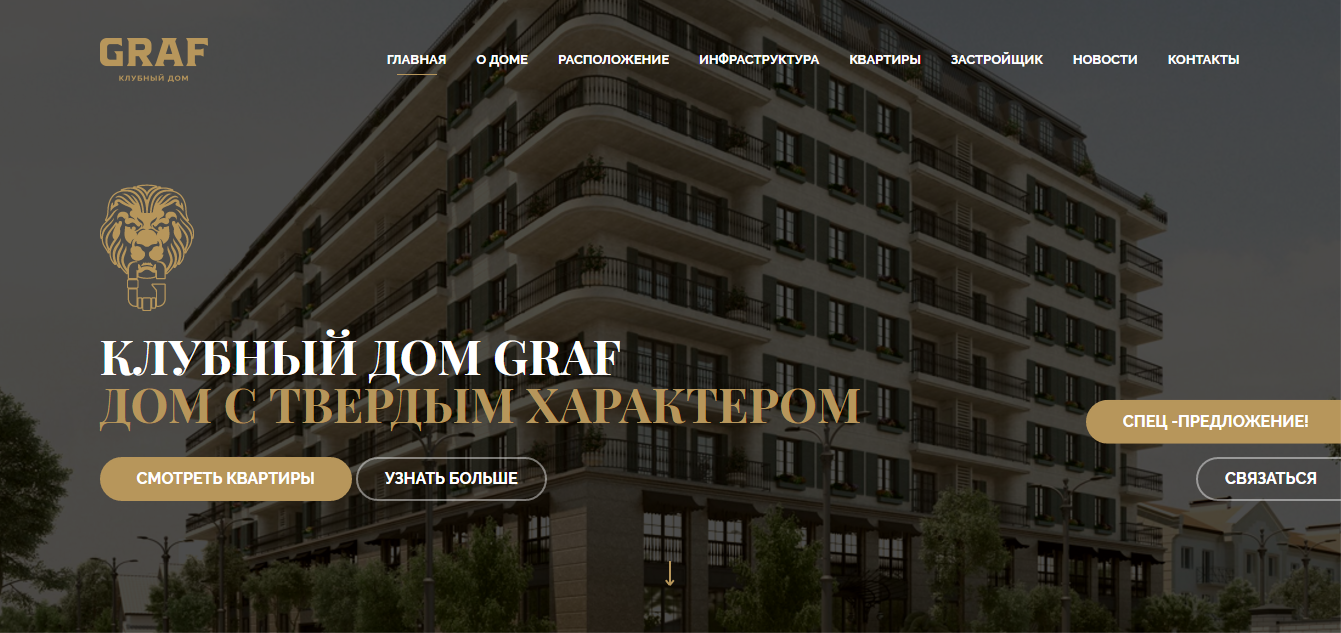 GRAF
КЛУБНЫЙ ДОМ
ГЛАВНАЯ О ДОМЕ РАСПОЛОЖЕНИЕ ИНФРАСТРУКТУРА КВАРТИРЫ ЗАСТРОЙЩИК НОВОСТИ КОНТАКТЫ
КЛУБНЫЙ ДОМ GRAF
ДОМ С ТВЕРДЫМ ХАРАКТЕРОМ
СПЕЦ -ПРЕДЛОЖЕНИЕ!
СМОТРЕТЬ КВАРТИРЫ УЗНАТЬ БОЛЬШЕ СВЯЗАТЬСЯ